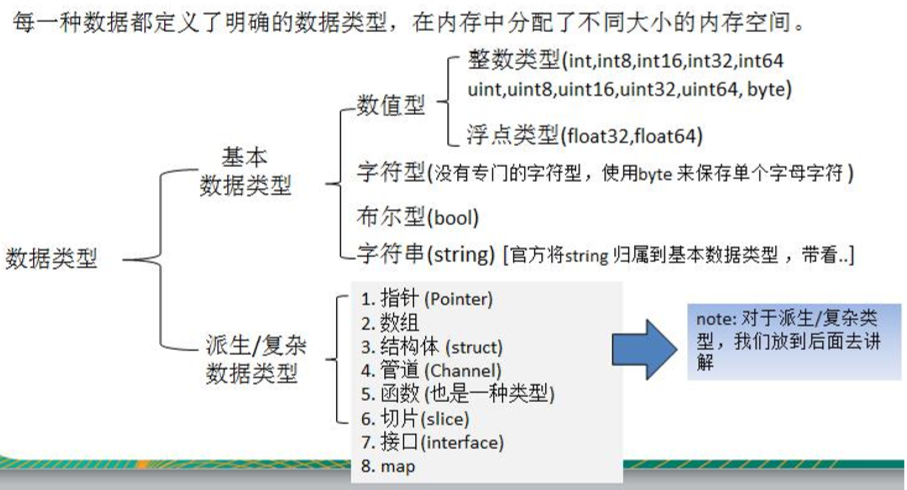 每一种数据都定义了明确的数据类型，在内存中分配了不同大小的内存空间。
整数类型(int,int8,int16,int32,int64
uint,uint8,uint16,uint32,uint64, byte)
数值型
浮点类型(float32,float64)
基本
数据类型
字符型(没有专门的字符型，使用byte 来保存单个字母字符)
布尔型(bool)
字符串(string) [官方将string 归属到基本数据类型 ，带看..]
数据类型
派生/复杂
数据类型
1. 指针 (Pointer)
2. 数组
3. 结构体 (struct)
4. 管道 (Channel)
5. 函数 (也是一种类型)
6. 切片(slice)
7. 接口(interface)
8. map
note: 对于派生/复杂类
型，我们放到后面去讲
解